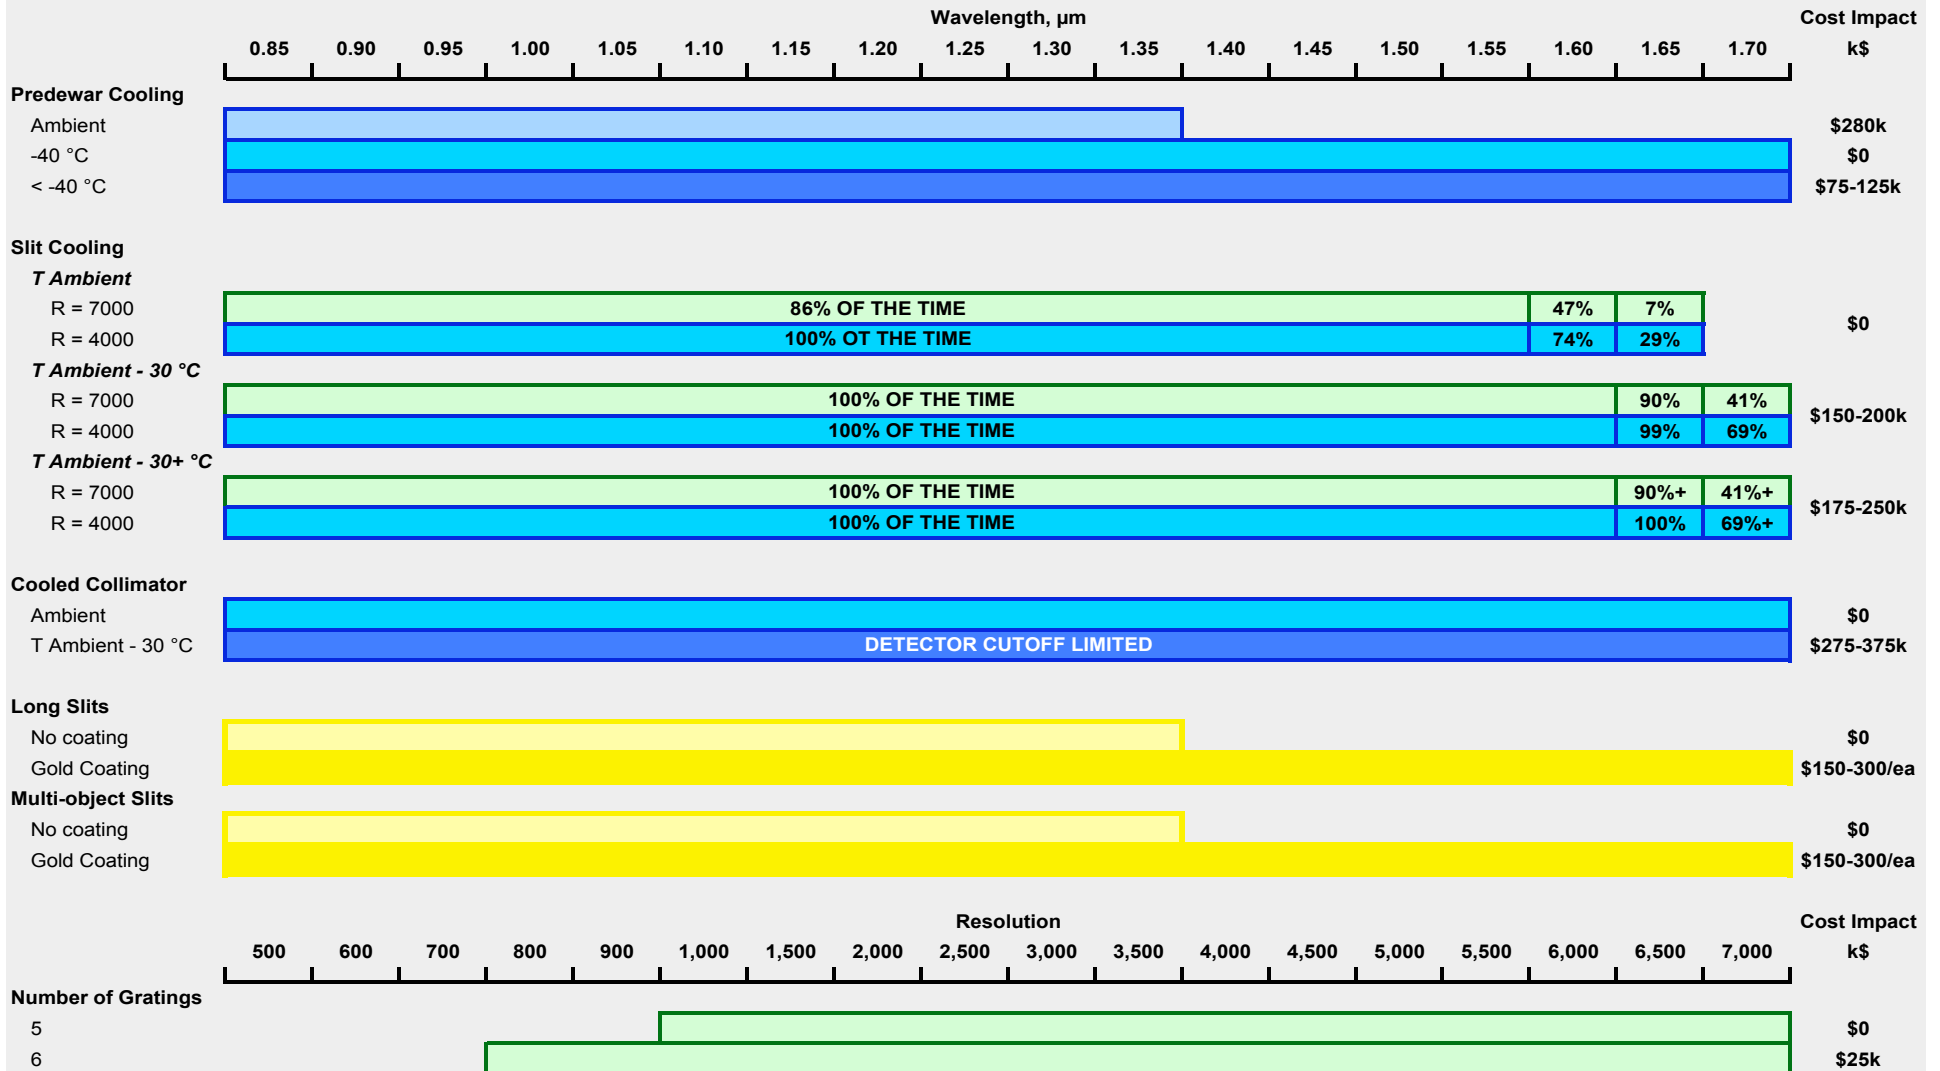 Wavelength, µm Cost Impact
0.85 0.90 0.95 1.00 1.05 1.10 1.15 1.20 1.25 1.30 1.35 1.40 1.45 1.50 1.55 1.60 1.65 1.70 k$
Predewar Cooling
Ambient $280k
-40 °C $0
< -40 °C $75-125k
Slit Cooling
T Ambient
R = 7000 86% OF THE TIME 47% 7%
$0
R = 4000 100% OT THE TIME 74% 29%
T Ambient - 30 °C
R = 7000 100% OF THE TIME 90% 41%
$150-200k
R = 4000 100% OF THE TIME 99% 69%
T Ambient - 30+ °C
R = 7000 100% OF THE TIME 90%+ 41%+
$175-250k
R = 4000 100% OF THE TIME 100% 69%+
Cooled Collimator
Ambient $0
T Ambient - 30 °C DETECTOR CUTOFF LIMITED $275-375k
Long Slits
No coating $0
Gold Coating $150-300/ea
Multi-object Slits
No coating $0
Gold Coating $150-300/ea
Resolution Cost Impact
500 600 700 800 900 1,000 1,500 2,000 2,500 3,000 3,500 4,000 4,500 5,000 5,500 6,000 6,500 7,000 k$
Number of Gratings
5 $0
6 $25k